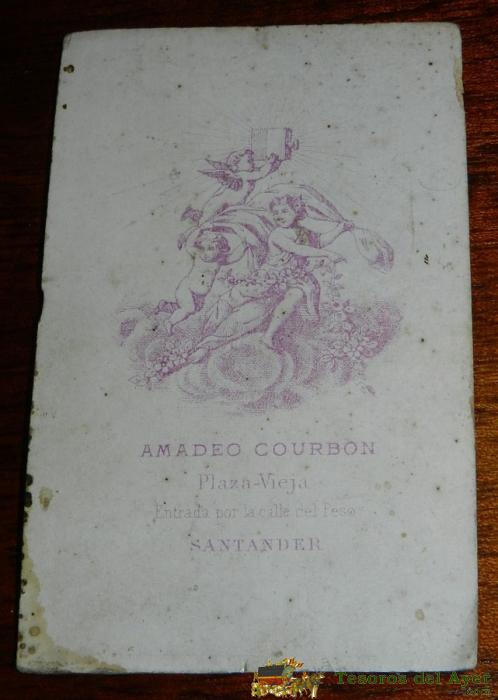 AMADEO COURBON
Plaza-Vieja
Entrada por la calle del Peso
SANTANDER
Tesoros del Ayer